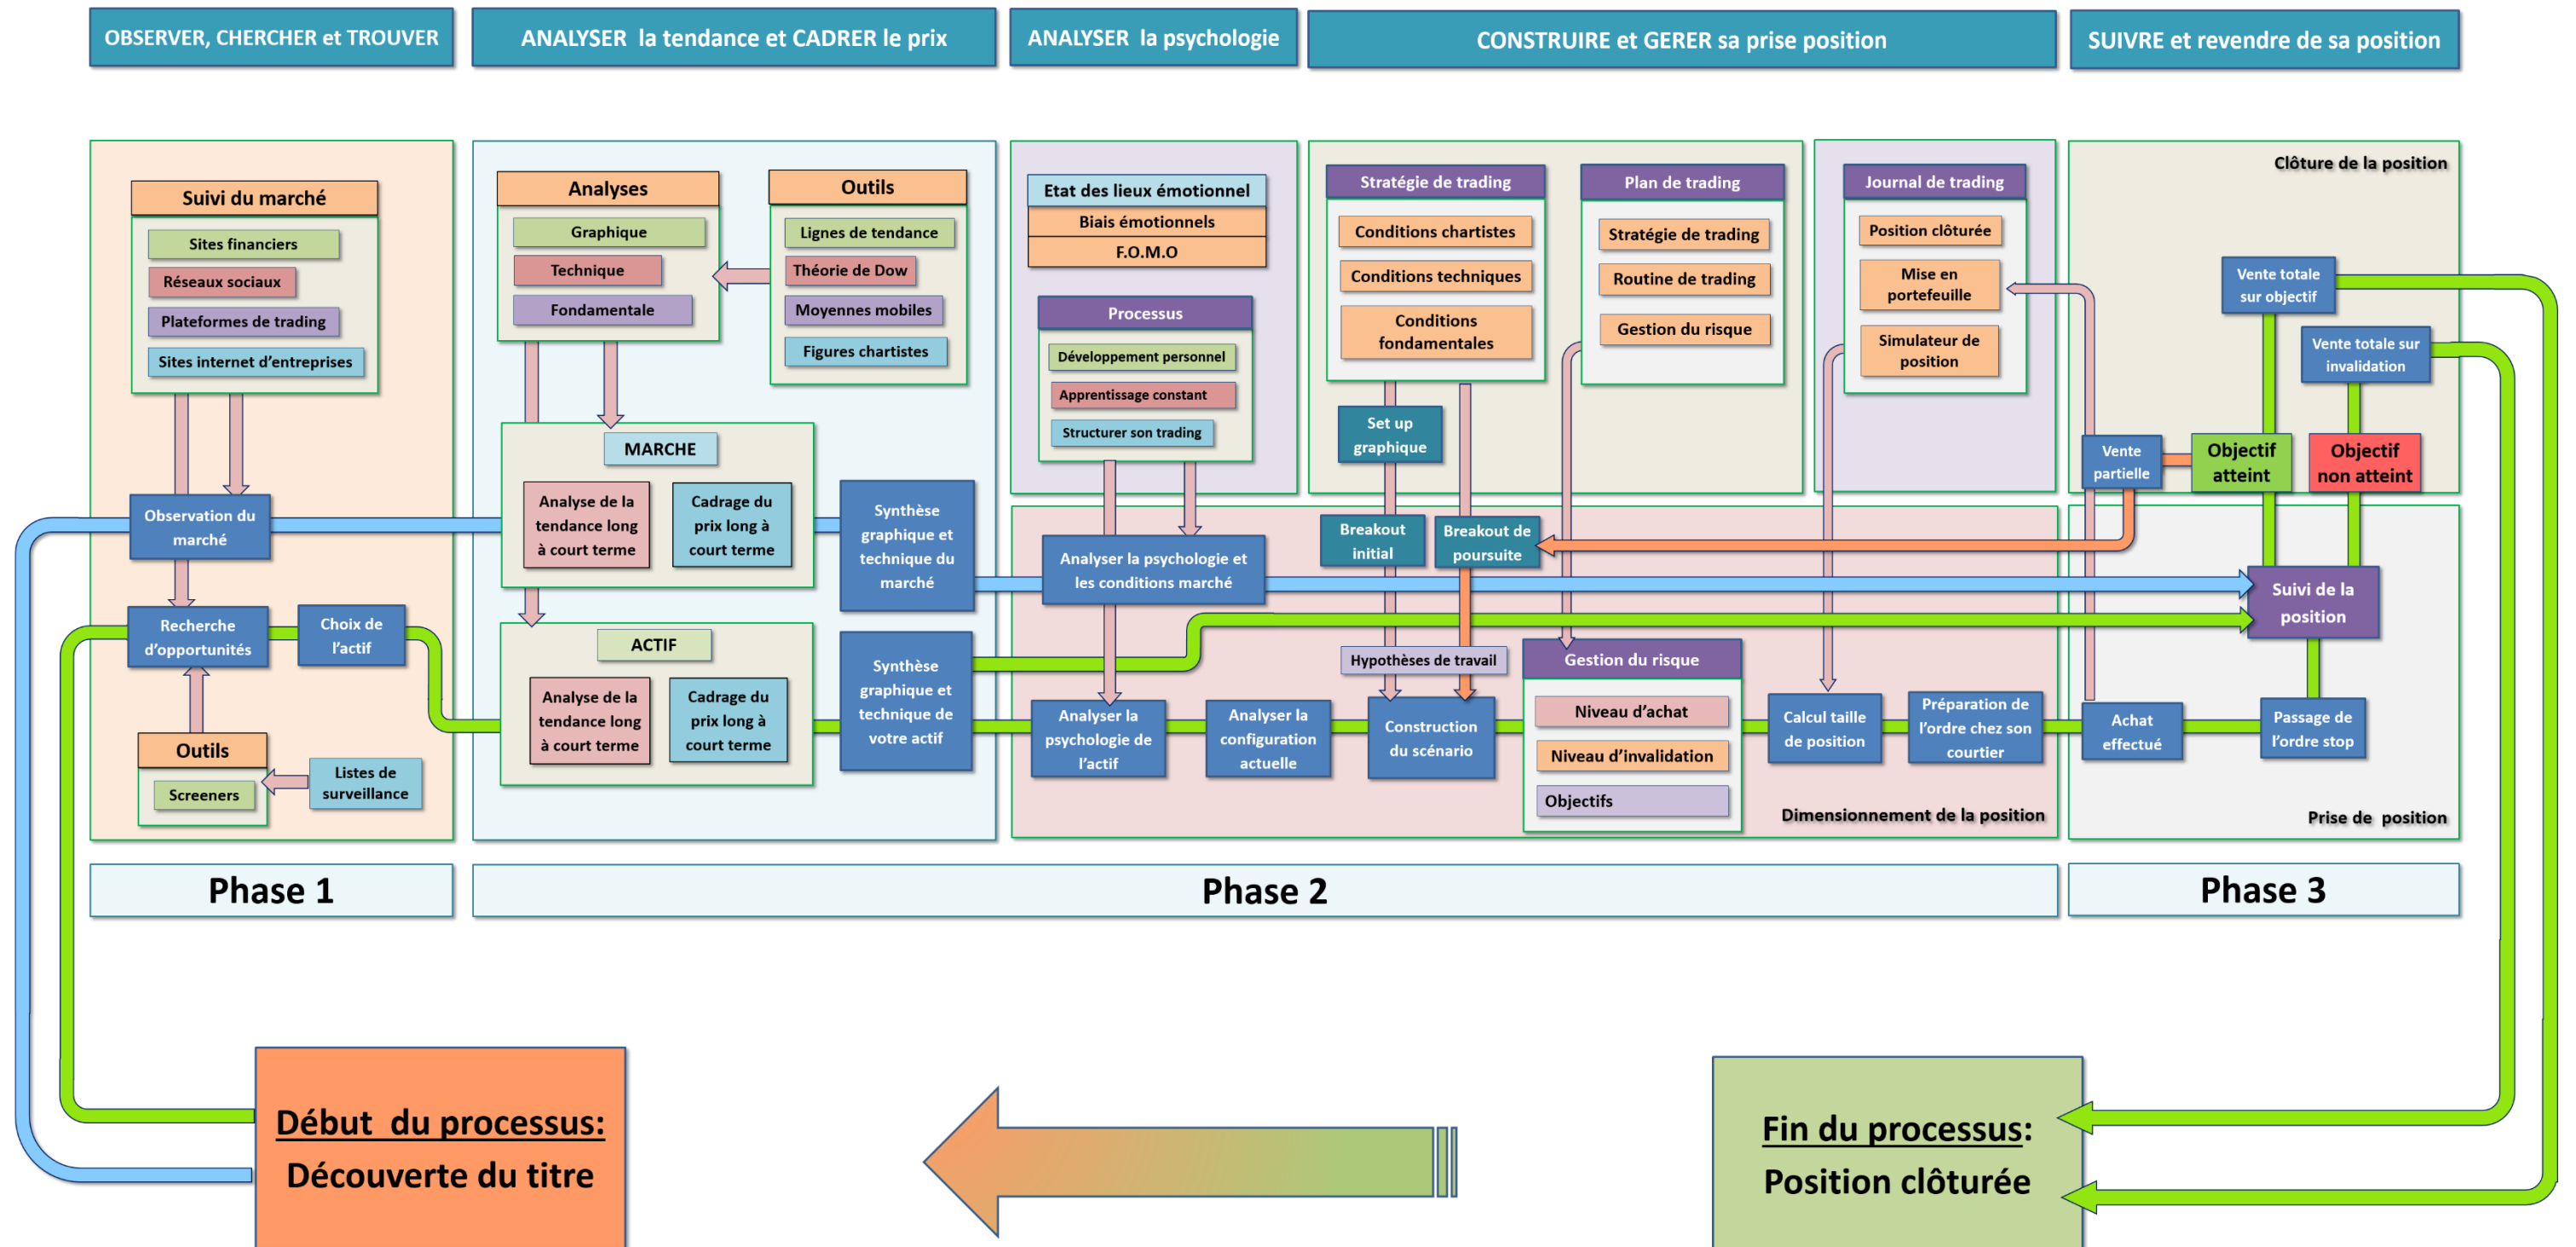 OBSERVER, CHERCHER et TROUVER
ANALYSER la tendance et CADRER le prix
ANALYSER la psychologie
CONSTRUIRE et GERER sa prise position
SUIVRE et revendre de sa position
Suivi du marché
Sites financiers
Réseaux sociaux
Plateformes de trading
Sites internet d'entreprises
Observation du
marché
Recherche
d'opportunités
Choix de
l'actif
Outils
Screeners
Listes de
surveillance
Analyses
Graphique
Technique
Fondamentale
Outils
Lignes de tendance
Théorie de Dow
Moyennes mobiles
Figures chartistes
MARCHE
Analyse de la
tendance long
à court terme
Cadrage du
prix long à
court terme
Synthèse
graphique et
technique du
marché
ACTIF
Analyse de la
tendance long
à court terme
Cadrage du
prix long à
court terme
Synthèse
graphique et
technique de
votre actif
Etat des lieux émotionnel
Biais émotionnels
F.O.M.O
Processus
Développement personnel
Apprentissage constant
Structurer son trading
Analyser la psychologie et
les conditions marché
Analyser la
psychologie de
l'actif
Analyser la
configuration
actuelle
Stratégie de trading
Conditions chartistes
Conditions techniques
Conditions
fondamentales
Set up
graphique
Breakout
initial
Breakout de
poursuite
Hypothèses de travail
Construction
du scénario
Plan de trading
Stratégie de trading
Routine de trading
Gestion du risque
Gestion du risque
Niveau d'achat
Niveau d'invalidation
Objectifs
Journal de trading
Position clôturée
Mise en
portefeuille
Simulateur de
position
Calcul taille
de position
Préparation de
l'ordre chez son
courtier
Dimensionnement de la position
Clôture de la position
Vente totale
sur objectif
Vente totale sur
invalidation
Vente
partielle
Objectif
atteint
Objectif
non atteint
Suivi de la
position
Achat
effectué
Passage de
l'ordre stop
Prise de position
Phase 1
Phase 2
Phase 3
Début du processus:
Découverte du titre
Fin du processus:
Position clôturée